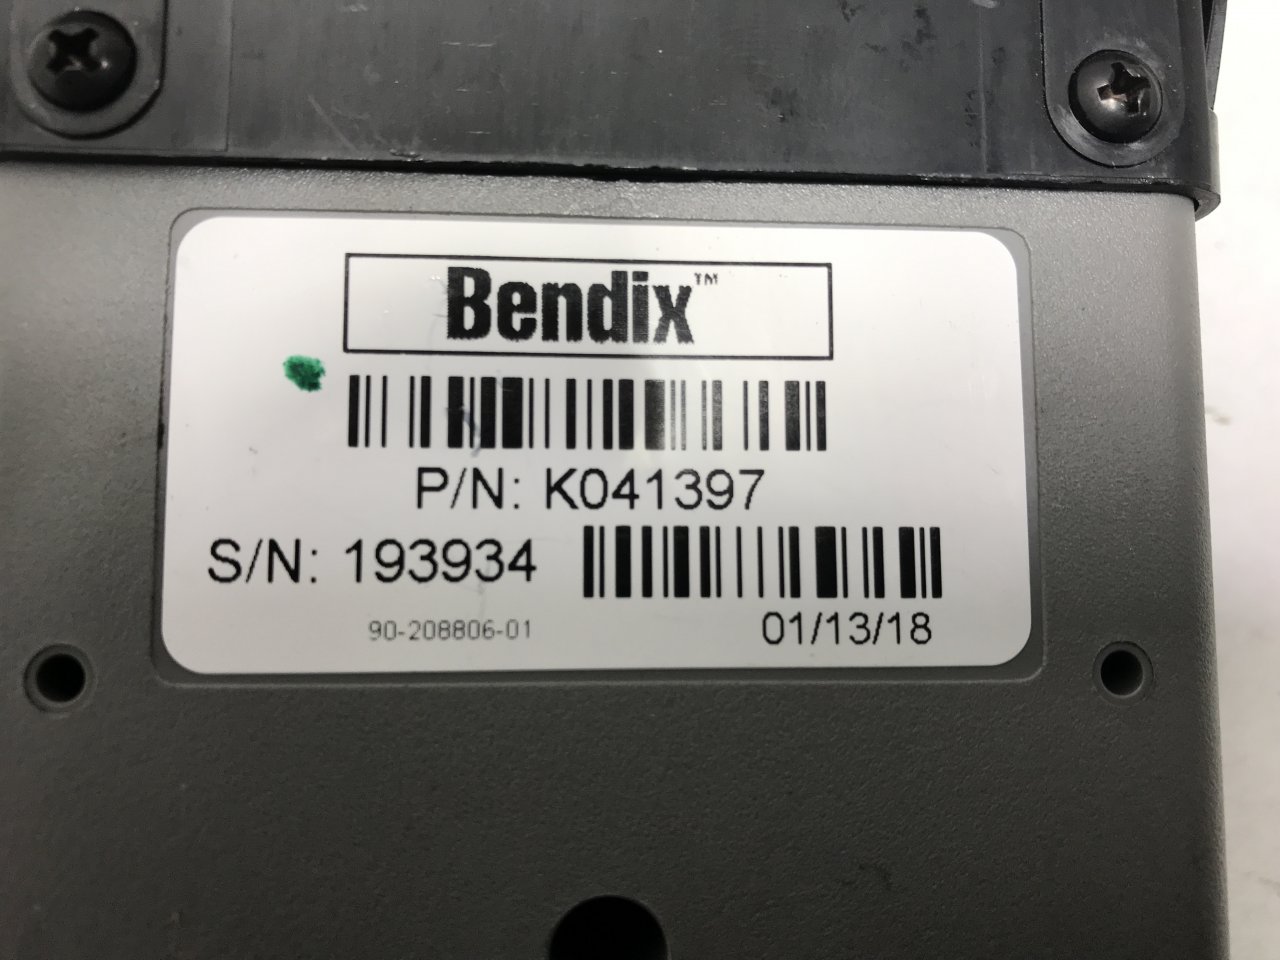 Bendix™
P/N: K041397
S/N: 193934
90-208806-01
01/13/18